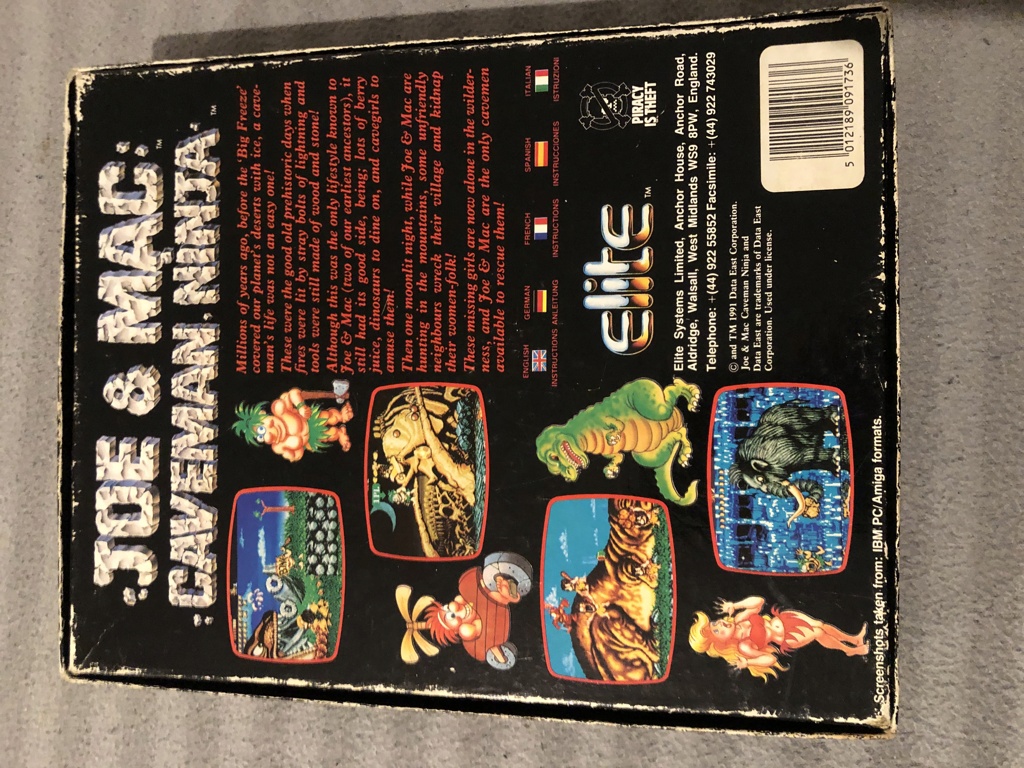 JOE & MAC:™
CAVEMAN NINJA™
Millions of years ago, before the 'Big Freeze'
covered our planet's deserts with ice, a cave-
man's life was not an easy one!
These were the good old prehistoric days when
fires were lit by stray bolts of lightning and
tools were still made of wood and stone!
Although this was the only lifestyle known to
Joe & Mac (two of our earliest ancestors), it
still had its good side, being; lots of berry
juice, dinosaurs to dine on, and cavegirls to
amuse them!
Then one moonlit night, while Joe & Mac are
hunting in the mountains, some unfriendly
neighbours wreck their village and kidnap
their women-folk!
These missing girls are now alone in the wilder-
ness, and Joe & Mac are the only cavemen
available to rescue them!
ENGLISH GERMAN FRENCH SPANISH ITALIAN
INSTRUCTIONS ANLEITUNG INSTRUCTIONS INSTRUCCIONES ISTRUZIONI
elite™
PIRACY
IS THEFT
Elite Systems Limited, Anchor House, Anchor Road,
Aldridge, Walsall, West Midlands WS9 8PW, England.
Telephone: +(44) 922 55852 Facsimile: +(44) 922 743029
© and TM 1991 Data East Corporation.
Joe & Mac Caveman Ninja and
Data East are trademarks of Data East
Corporation. Used under license.
5 012189 091736
Screenshots taken from: IBM PC/Amiga formats.